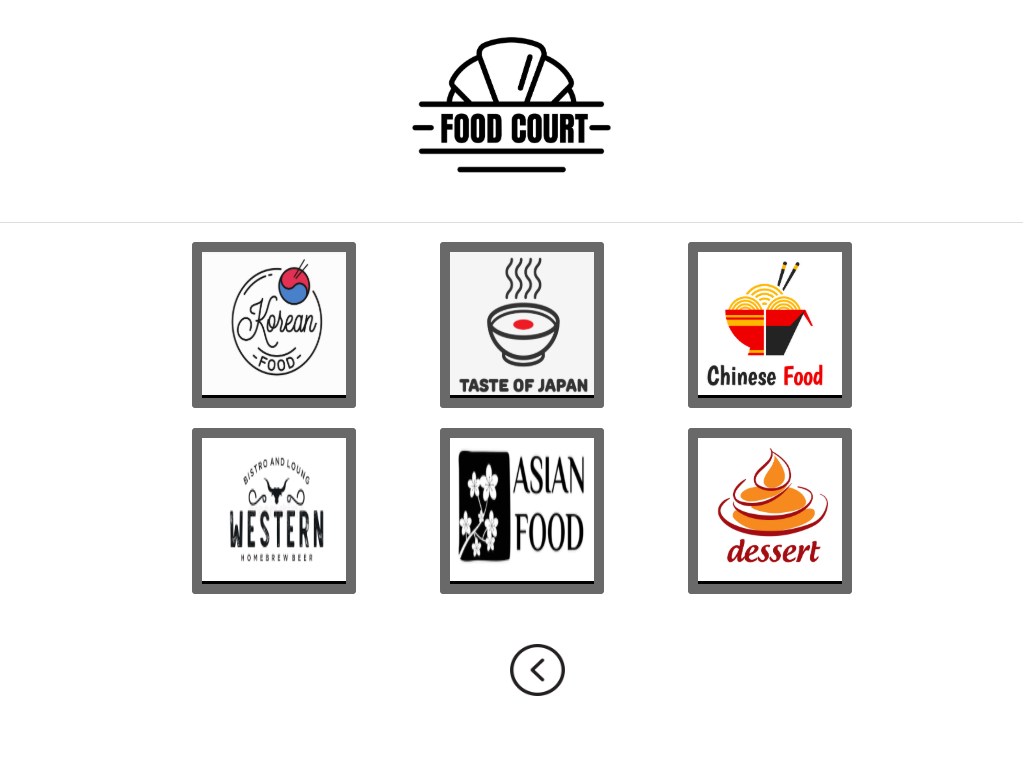 FOOD COURT
Korean
FOOD
TASTE OF JAPAN
Chinese Food
BISTRO AND LOUNG
WESTERN
HOMEBREW BEER
ASIAN
FOOD
dessert